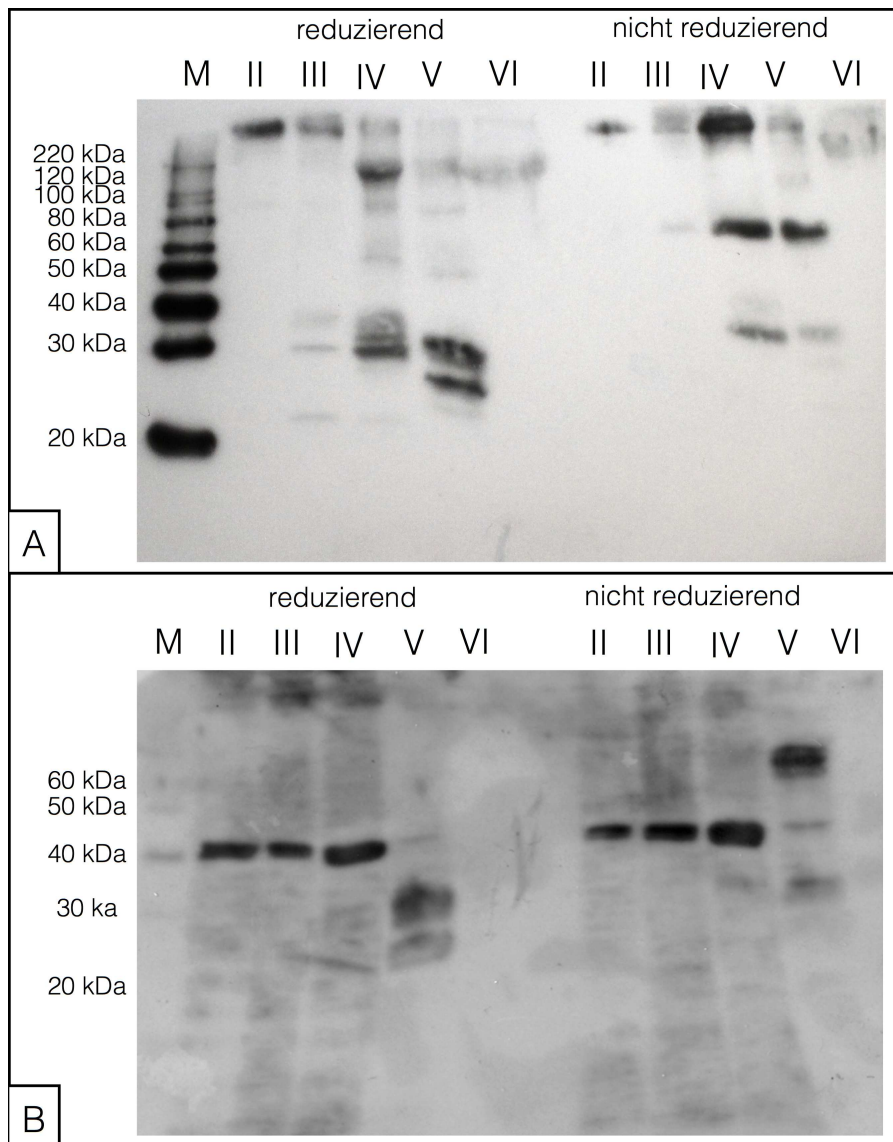 reduzierend nicht reduzierend
M II III IV V VI II III IV V VI
220 kDa
120 kDa
100 kDa
80 kDa
60 kDa
50 kDa
40 kDa
30 kDa
20 kDa
A
reduzierend nicht reduzierend
M II III IV V VI II III IV V VI
60 kDa
50 kDa
40 kDa
30 ka
20 kDa
B